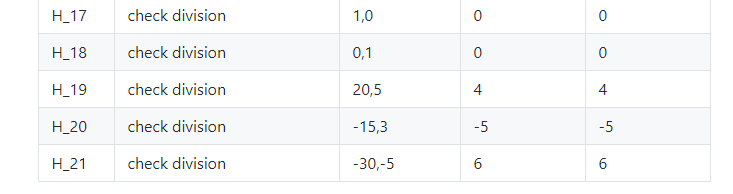 H_17 check division 1,0 0 0
H_18 check division 0,1 0 0
H_19 check division 20,5 4 4
H_20 check division -15,3 -5 -5
H_21 check division -30,-5 6 6